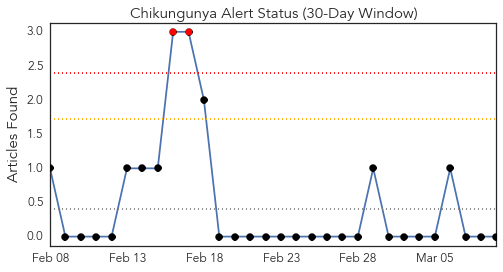 Chikungunya Alert Status (30-Day Window)
Articles Found
3.0
2.5
2.0
1.5
1.0
0.5
0.0
Feb 08 Feb 13 Feb 18 Feb 23 Feb 28 Mar 05